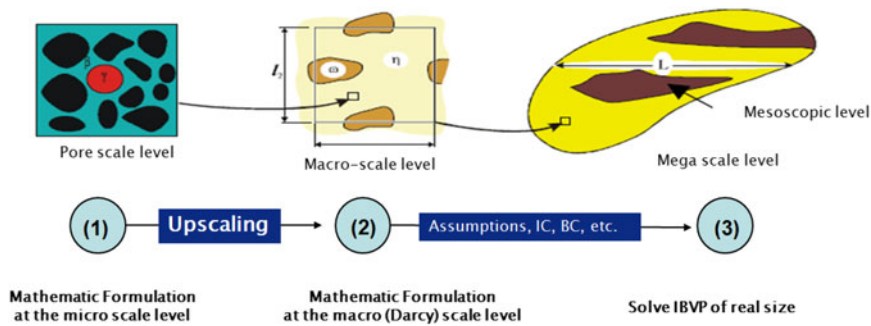 β
γ
ω
η
L
Pore scale level
Macro-scale level
Mesoscopic level
Mega scale level
(1)
Upscaling
(2)
Assumptions, IC, BC, etc.
(3)
Mathematic Formulation
at the micro scale level
Mathematic Formulation
at the macro (Darcy) scale level
Solve IBVP of real size